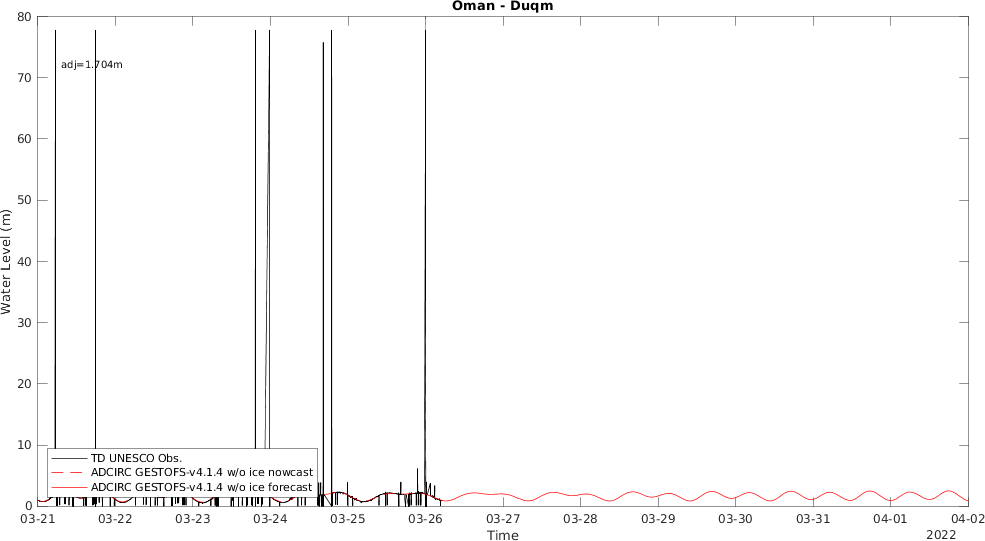 Oman - Duqm
80
70
60
50
40
30
20
10
0
Water Level (m)
adj=1.704m
TD UNESCO Obs.
ADCIRC GESTOFS-v4.1.4 w/o ice nowcast
ADCIRC GESTOFS-v4.1.4 w/o ice forecast
03-21 03-22 03-23 03-24 03-25 03-26 03-27 03-28 03-29 03-30 03-31 04-01 04-02
Time
2022